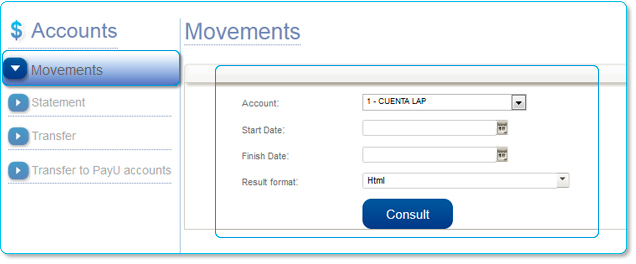 $ Accounts
Movements
Statement
Transfer
Transfer to PayU accounts
Movements
Account: 1 - CUENTA LAP
Start Date:
Finish Date:
Result format: Html
Consult